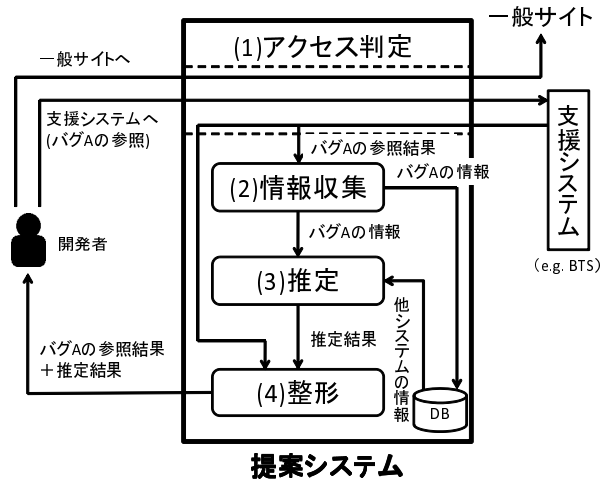 一般サイト
(1)アクセス判定
一般サイトへ
支援システムへ
(バグAの参照)
支援システム
(e.g. BTS)
バグAの参照結果
バグAの情報
(2)情報収集
開発者
バグAの情報
(3)推定
他システムの情報
推定結果
バグAの参照結果
＋推定結果
(4)整形
DB
提案システム